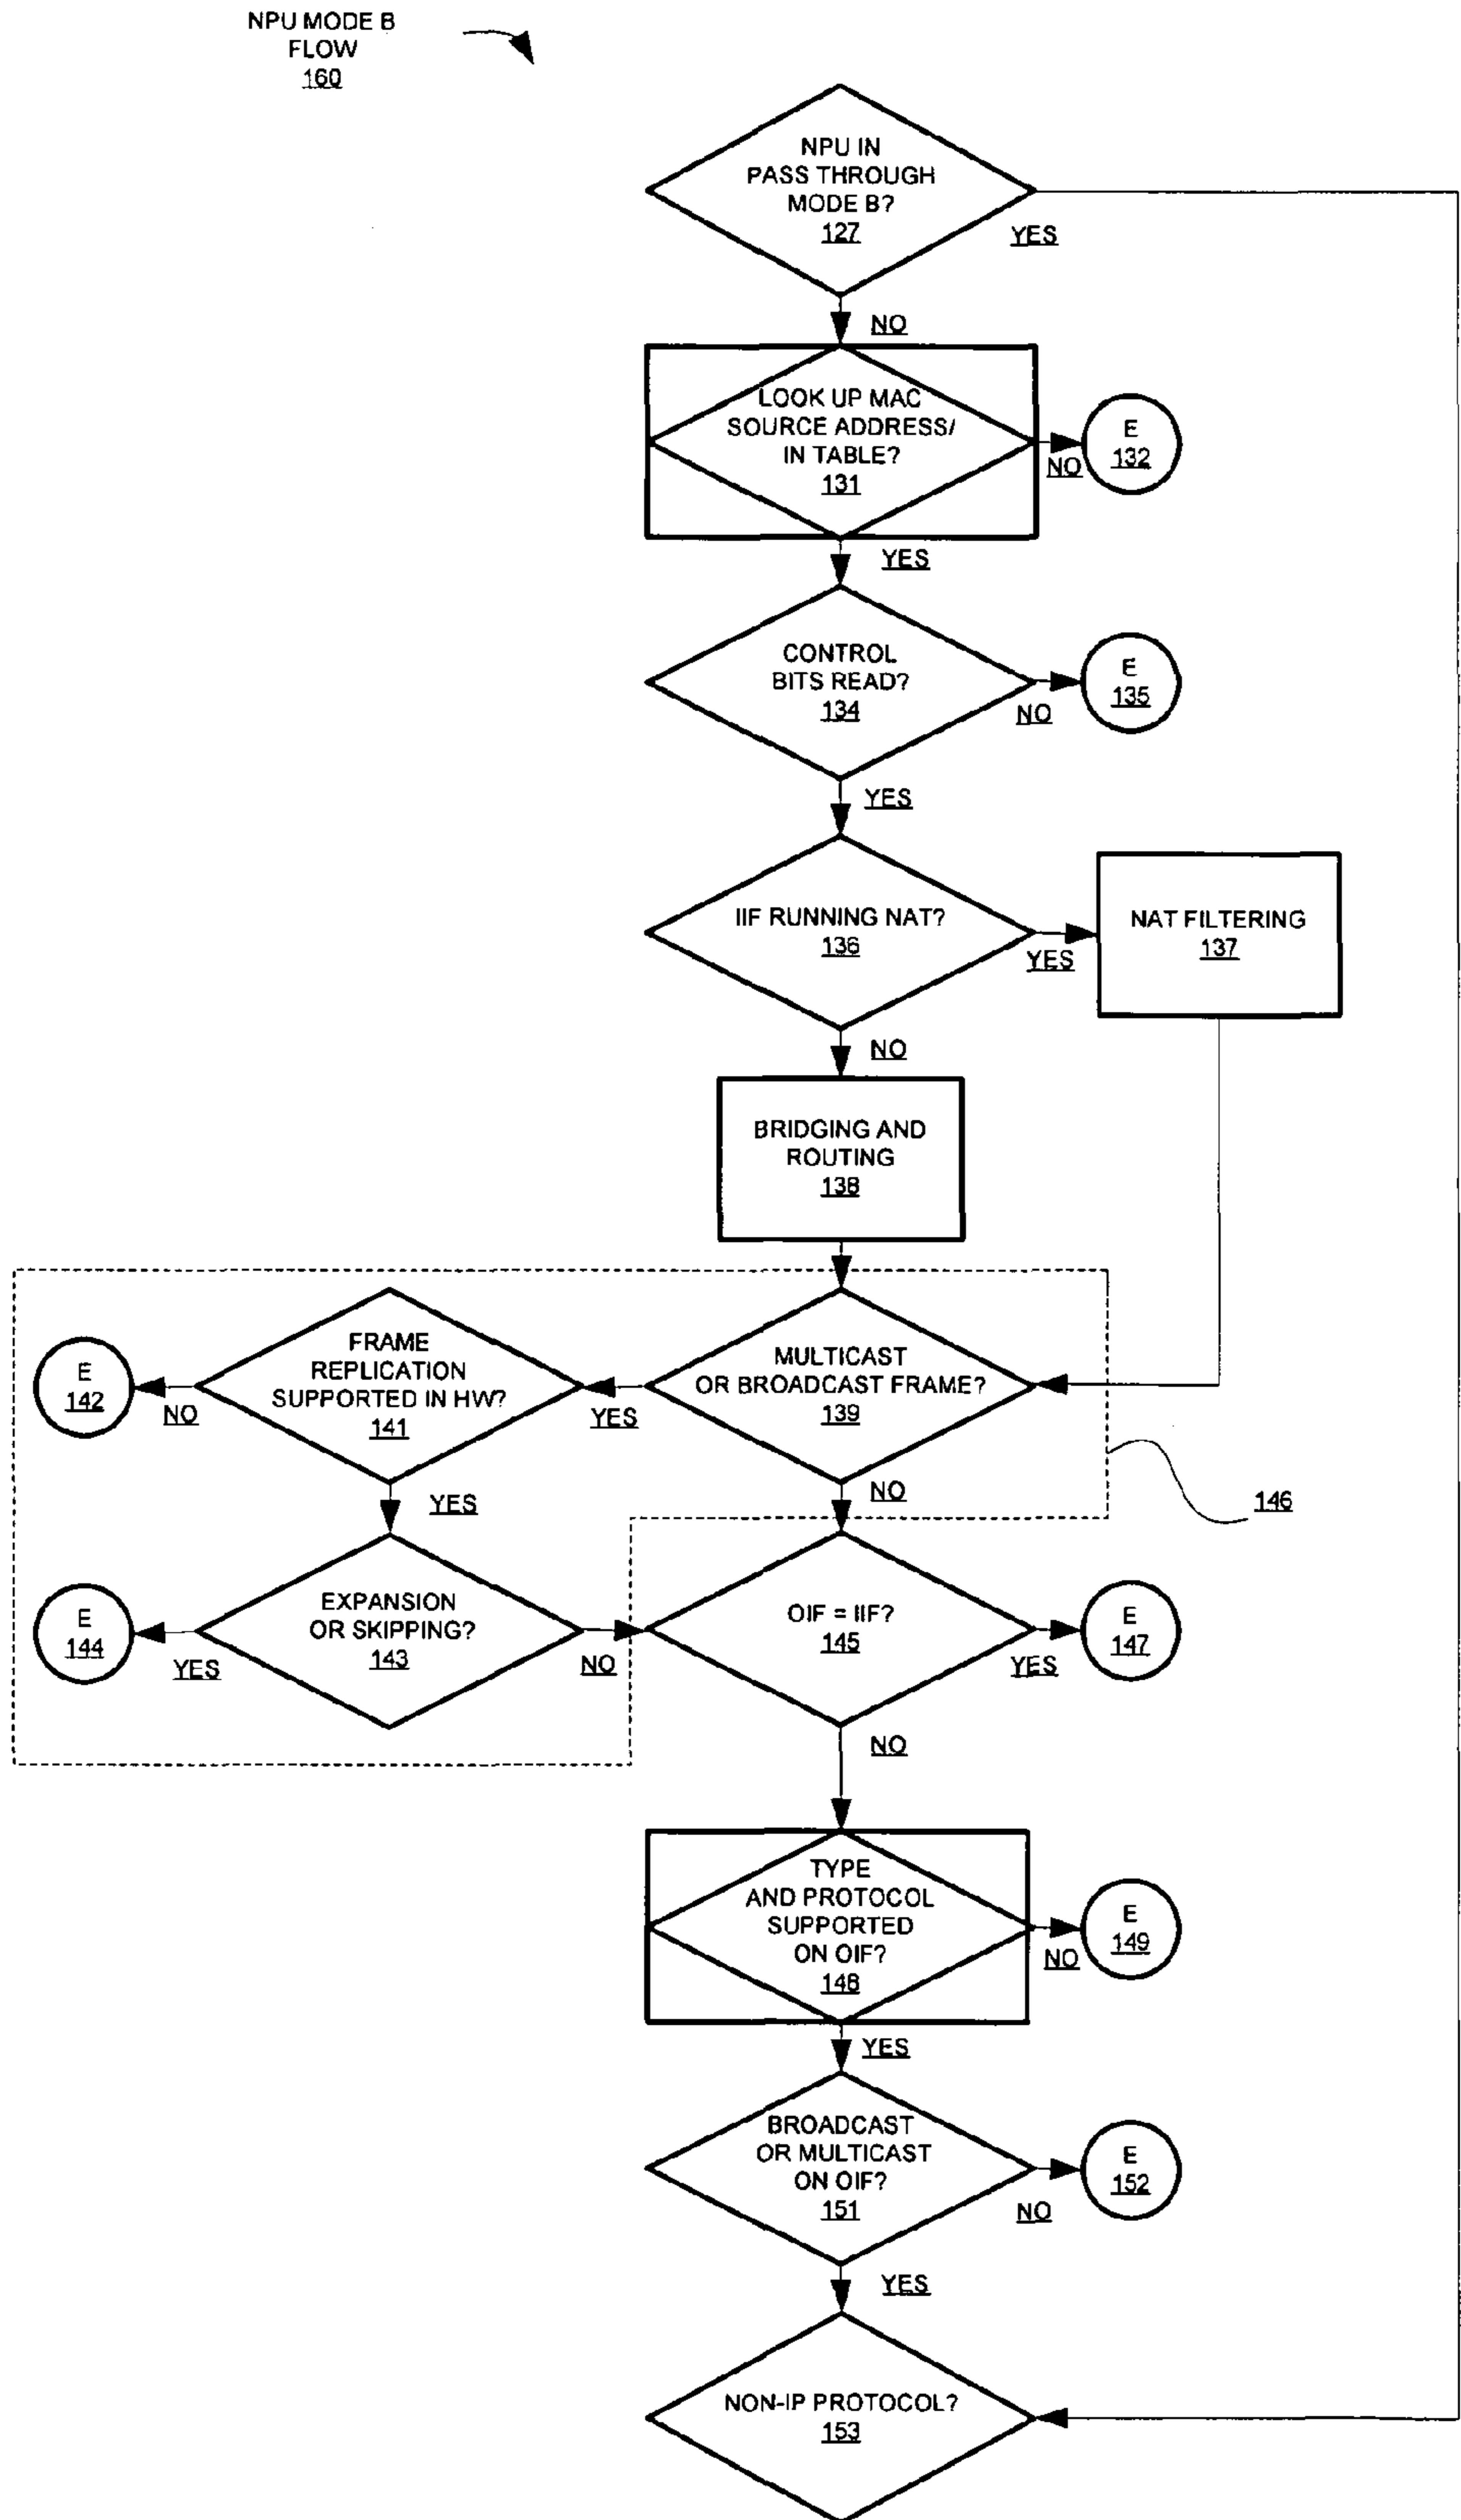 NPU MODE B
FLOW
160
NPU IN
PASS THROUGH
MODE B?
127
YES
NO
LOOK UP MAC
SOURCE ADDRESS/
IN TABLE?
131
E
132
NO
YES
CONTROL
BITS READ?
134
E
135
NO
YES
IIF RUNNING NAT?
136
YES
NAT FILTERING
137
NO
BRIDGING AND
ROUTING
138
E
142
NO
FRAME
REPLICATION
SUPPORTED IN HW?
141
YES
MULTICAST
OR BROADCAST FRAME?
139
YES
NO
146
E
144
YES
EXPANSION
OR SKIPPING?
143
NO
OIF = IIF?
145
YES
E
147
NO
TYPE
AND PROTOCOL
SUPPORTED
ON OIF?
148
E
149
NO
YES
BROADCAST
OR MULTICAST
ON OIF?
151
E
152
NO
YES
NON-IP PROTOCOL?
153